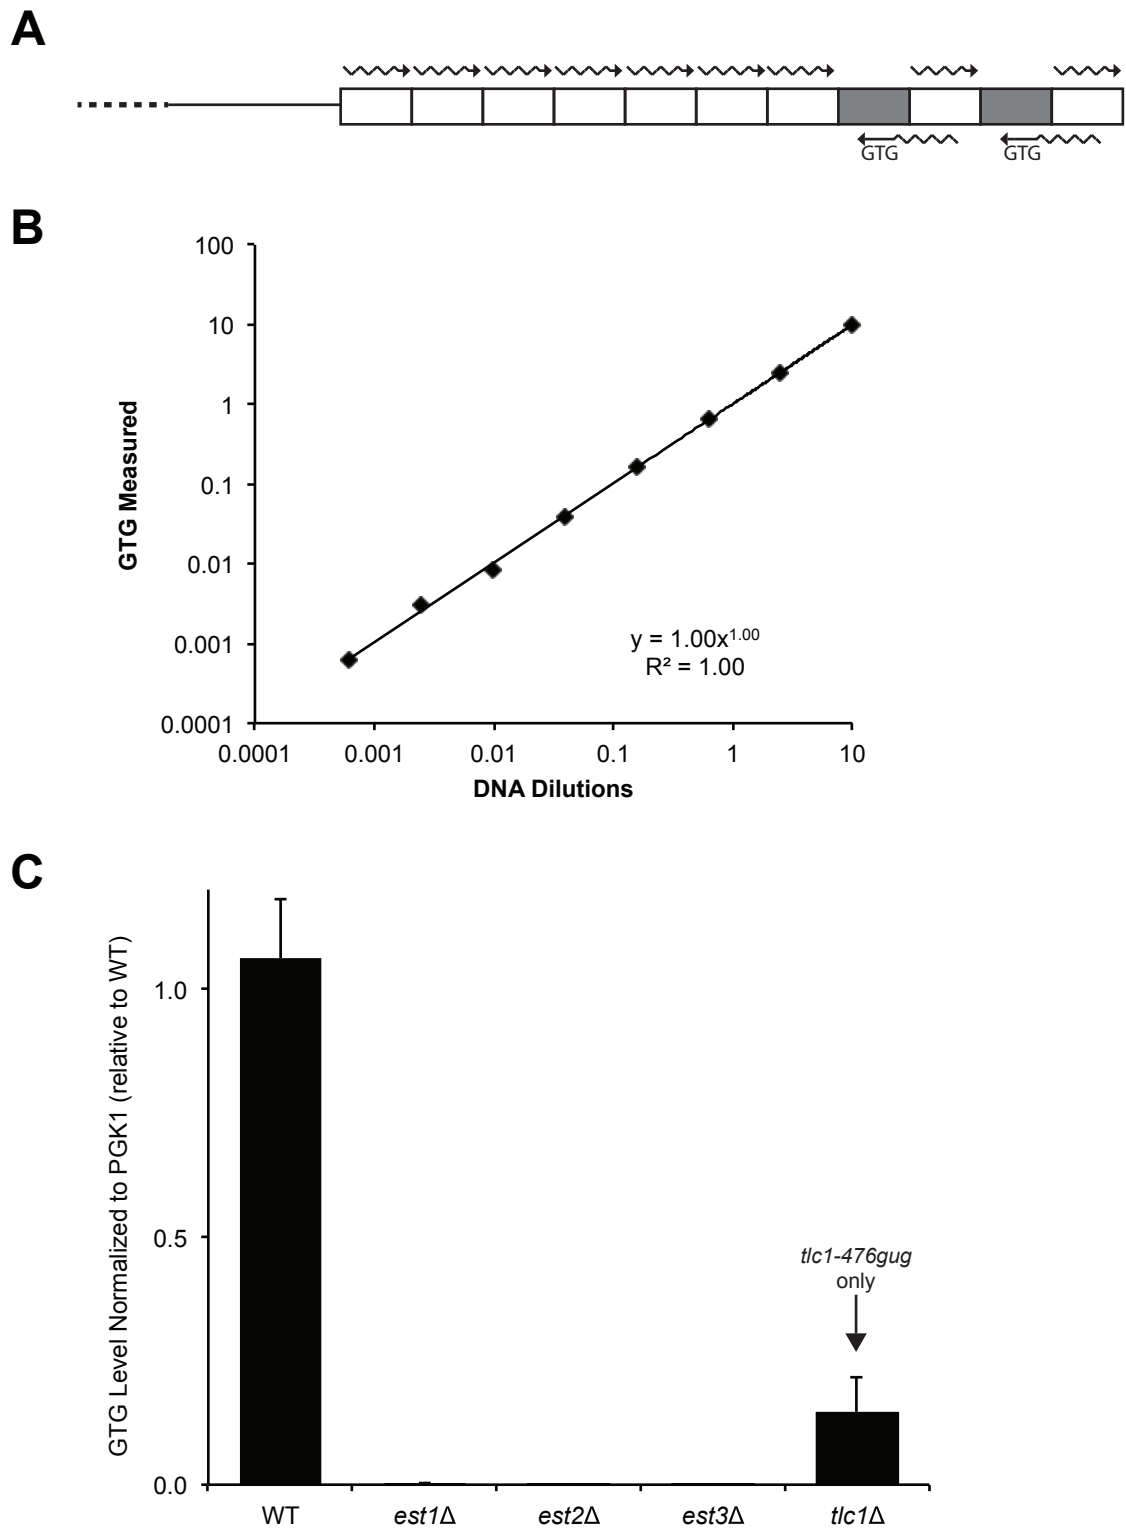 A
GTG
GTG
B
100
10
1
0.1
0.01
0.001
0.0001
GTG Measured
y = 1.00x^1.00
R² = 1.00
0.0001
0.001
0.01
0.1
1
10
DNA Dilutions
C
GTG Level Normalized to PGK1 (relative to WT)
1.0
0.5
0.0
tlc1-476gug
only
WT
est1Δ
est2Δ
est3Δ
tlc1Δ